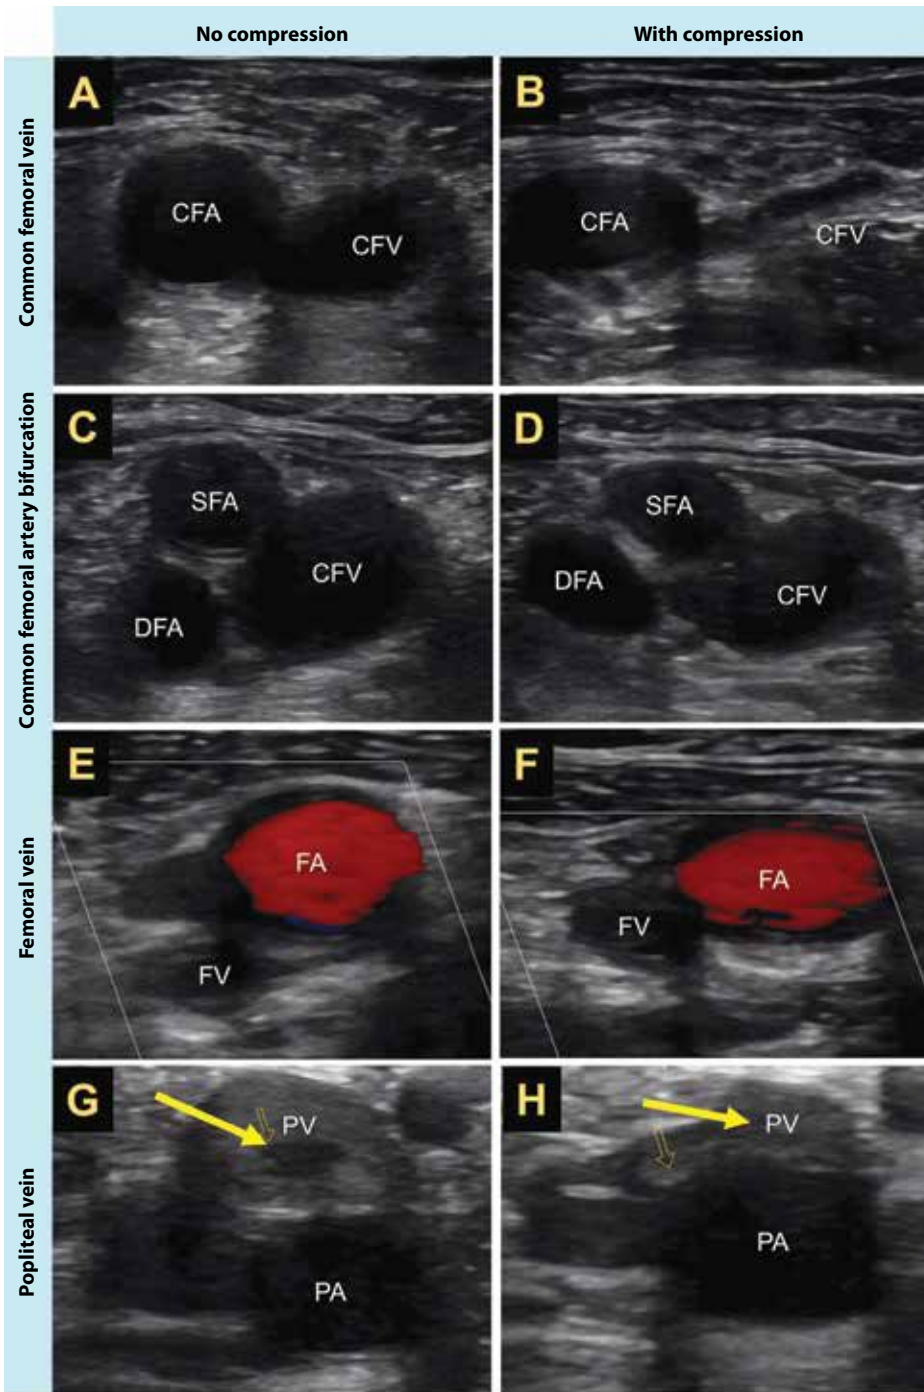 No compression
With compression
Common femoral vein
A
CFA
CFV
B
CFA
CFV
Common femoral artery bifurcation
C
SFA
CFV
DFA
D
SFA
DFA
CFV
Femoral vein
E
FA
FV
F
FA
FV
Popliteal vein
G
PV
PA
H
PV
PA